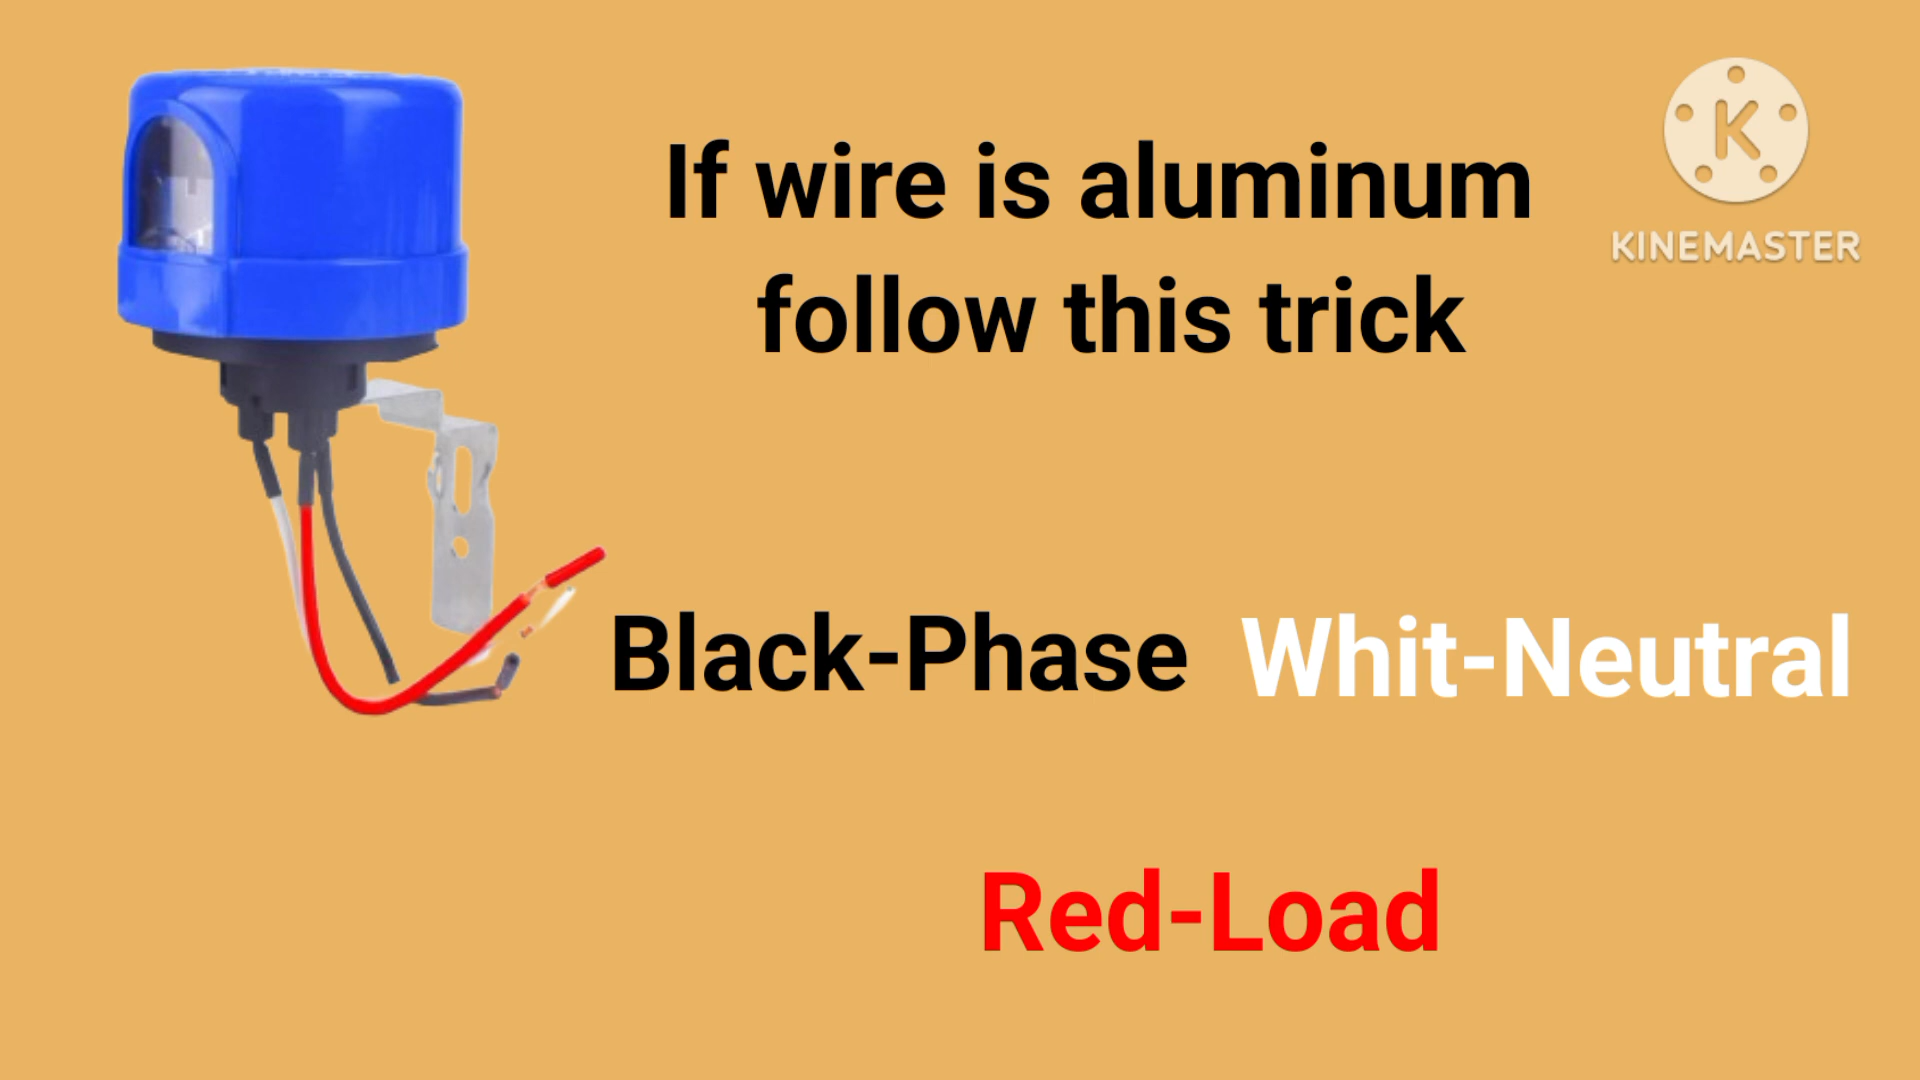 If wire is aluminum
follow this trick
K
KINEMASTER
Black-Phase Whit-Neutral
Red-Load